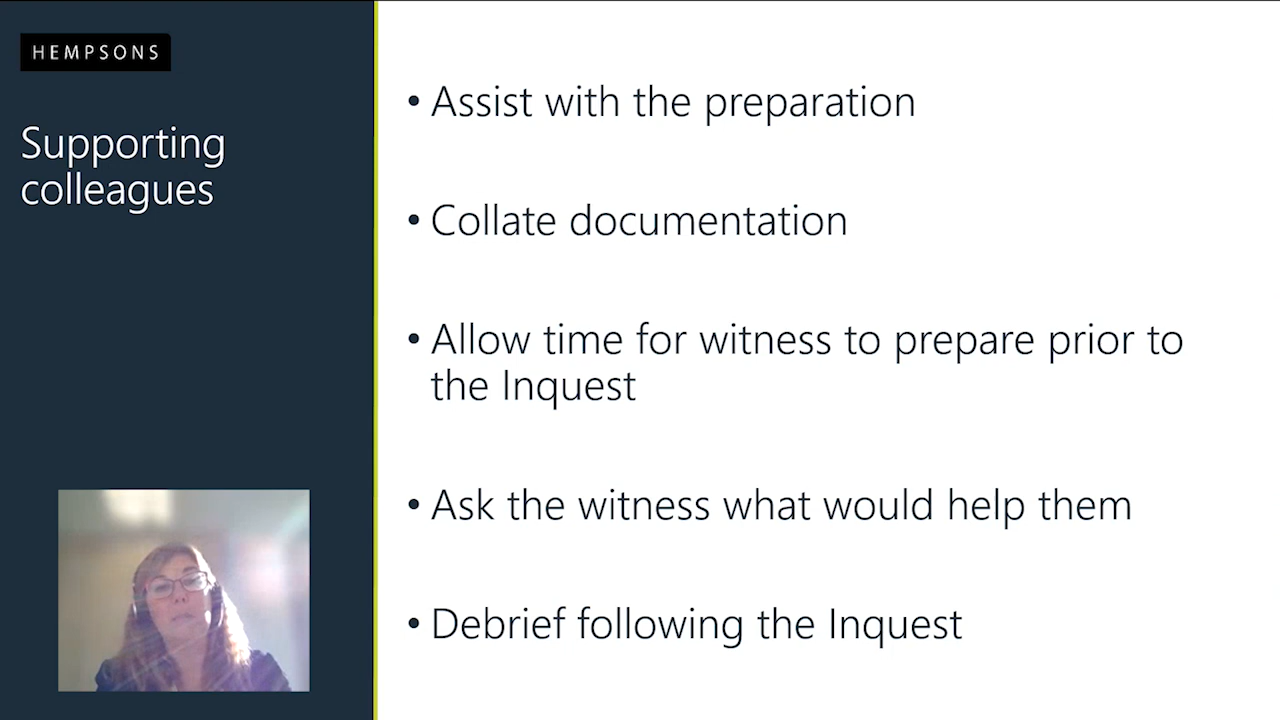 HEMPSONS
Supporting
colleagues
• Assist with the preparation
• Collate documentation
• Allow time for witness to prepare prior to
the Inquest
• Ask the witness what would help them
• Debrief following the Inquest